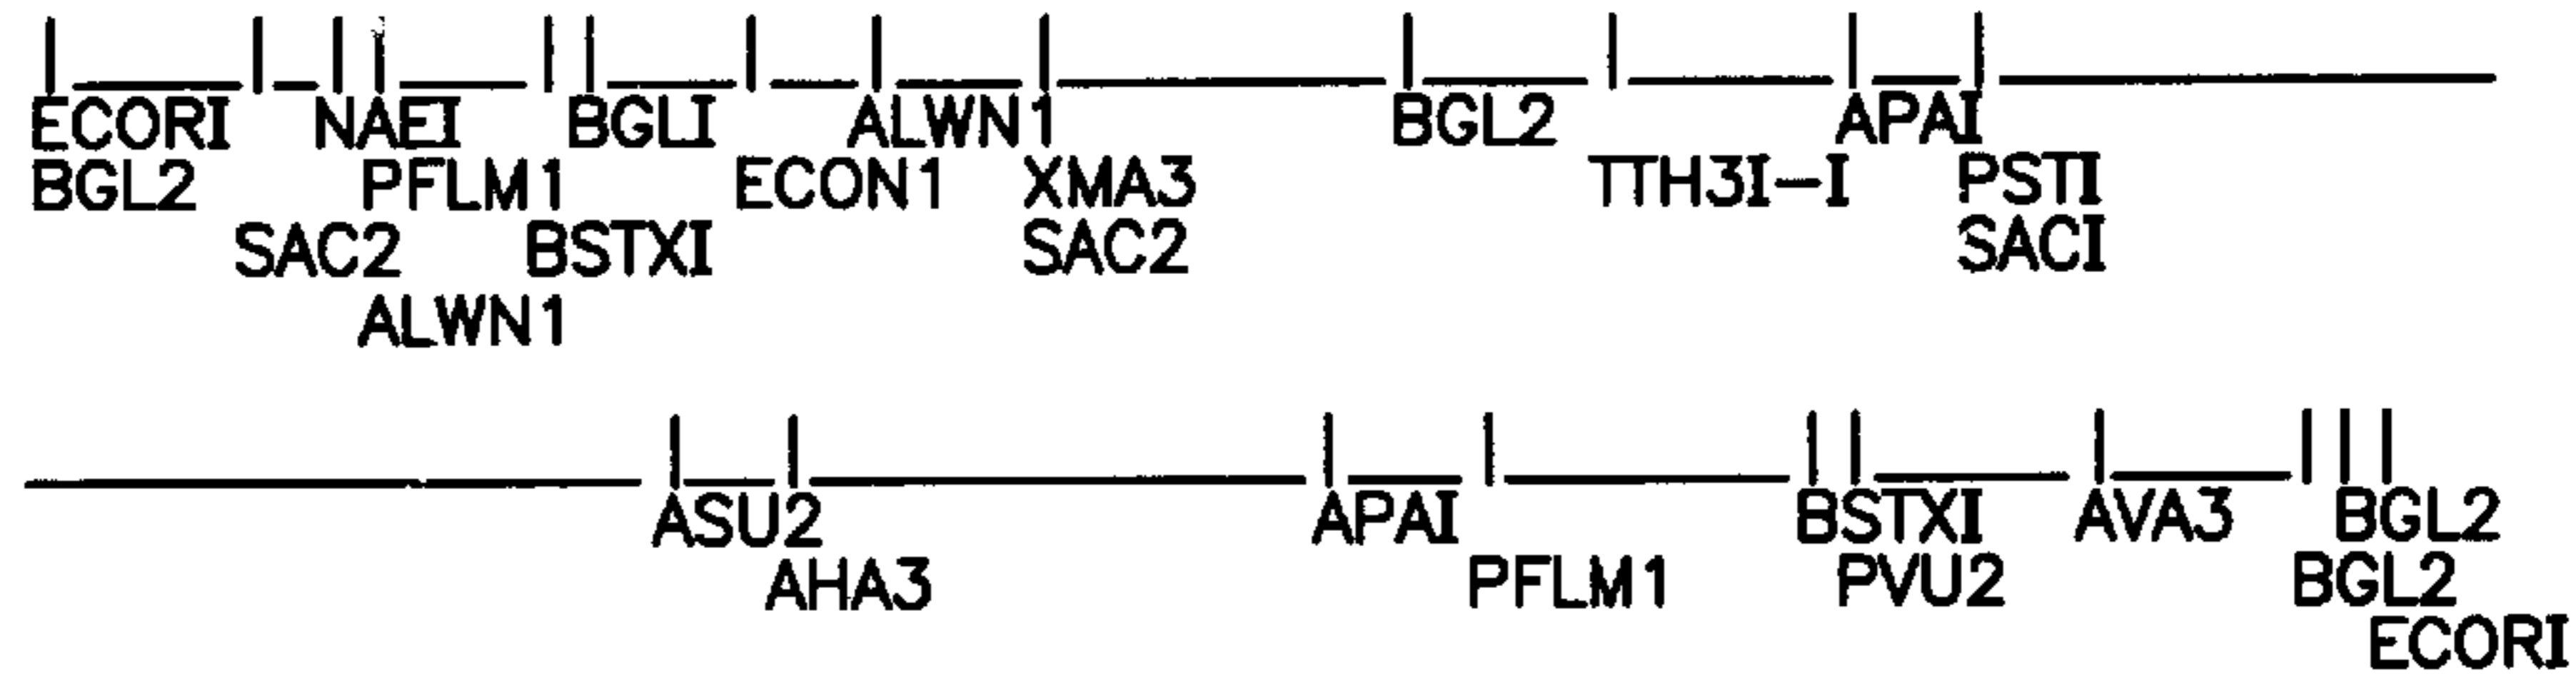 ECORI NAEI BGLI ALWN1 BGL2 APAI
BGL2 PFLM1 ECON1 XMA3 TTH3I-I PSTI
SAC2 BSTXI SAC2 SACI
ALWN1
ASU2 APAI BSTXI AVA3 BGL2
AHA3 PFLM1 PVU2 BGL2
ECORI